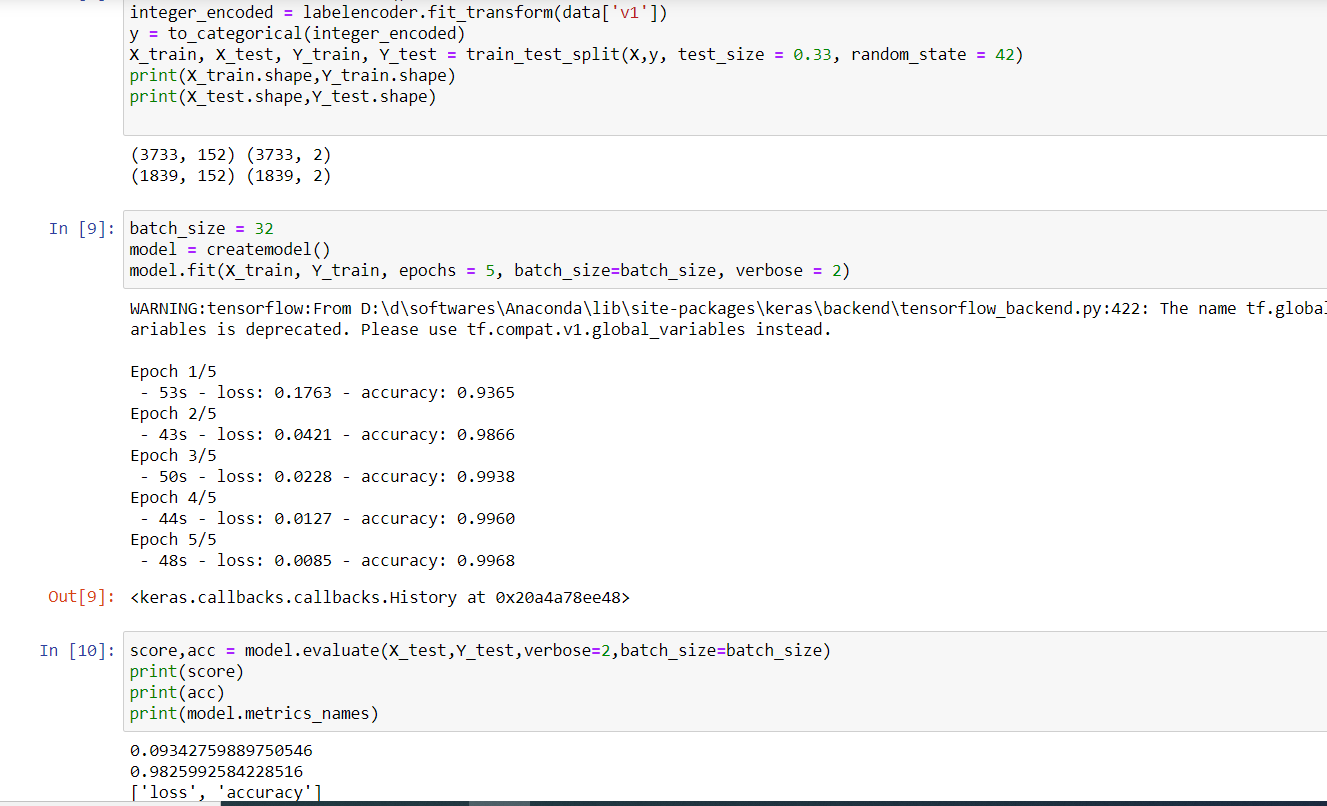 integer_encoded = labelencoder.fit_transform(data['v1'])
y = to_categorical(integer_encoded)
X_train, X_test, Y_train, Y_test = train_test_split(X,y, test_size = 0.33, random_state = 42)
print(X_train.shape,Y_train.shape)
print(X_test.shape,Y_test.shape)
(3733, 152) (3733, 2)
(1839, 152) (1839, 2)
In [9]: batch_size = 32
model = createmodel()
model.fit(X_train, Y_train, epochs = 5, batch_size=batch_size, verbose = 2)
WARNING:tensorflow:From D:\d\softwares\Anaconda\lib\site-packages\keras\backend\tensorflow_backend.py:422: The name tf.global
ariables is deprecated. Please use tf.compat.v1.global_variables instead.
Epoch 1/5
- 53s - loss: 0.1763 - accuracy: 0.9365
Epoch 2/5
- 43s - loss: 0.0421 - accuracy: 0.9866
Epoch 3/5
- 50s - loss: 0.0228 - accuracy: 0.9938
Epoch 4/5
- 44s - loss: 0.0127 - accuracy: 0.9960
Epoch 5/5
- 48s - loss: 0.0085 - accuracy: 0.9968
Out[9]: <keras.callbacks.callbacks.History at 0x20a4a78ee48>
In [10]: score,acc = model.evaluate(X_test,Y_test,verbose=2,batch_size=batch_size)
print(score)
print(acc)
print(model.metrics_names)
0.09342759889750546
0.9825992584228516
['loss', 'accuracy']